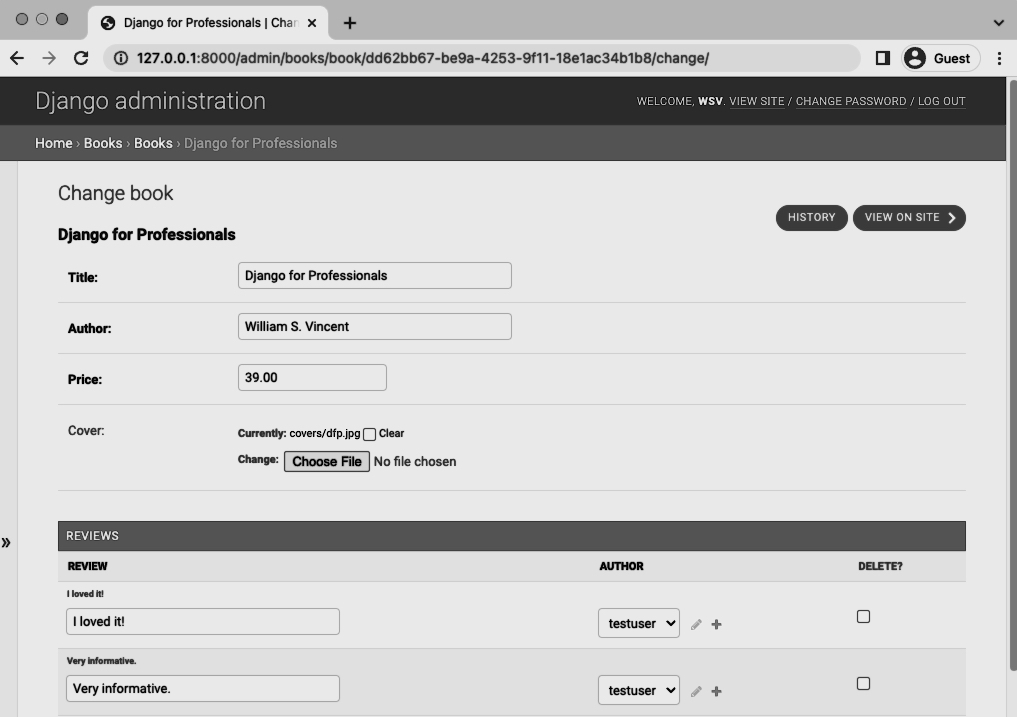 Django for Professionals | Chan
127.0.0.1:8000/admin/books/book/dd62bb67-be9a-4253-9f11-18e1ac34b1b8/change/
Guest
Django administration
WELCOME, WSV. VIEW SITE / CHANGE PASSWORD / LOG OUT
Home › Books › Books › Django for Professionals
Change book
HISTORY
VIEW ON SITE
Django for Professionals
Title: Django for Professionals
Author: William S. Vincent
Price: 39.00
Cover: Currently: covers/dfp.jpg Clear
Change: Choose File No file chosen
REVIEWS
REVIEW AUTHOR DELETE?
I loved it!
I loved it! testuser
Very informative.
Very informative. testuser